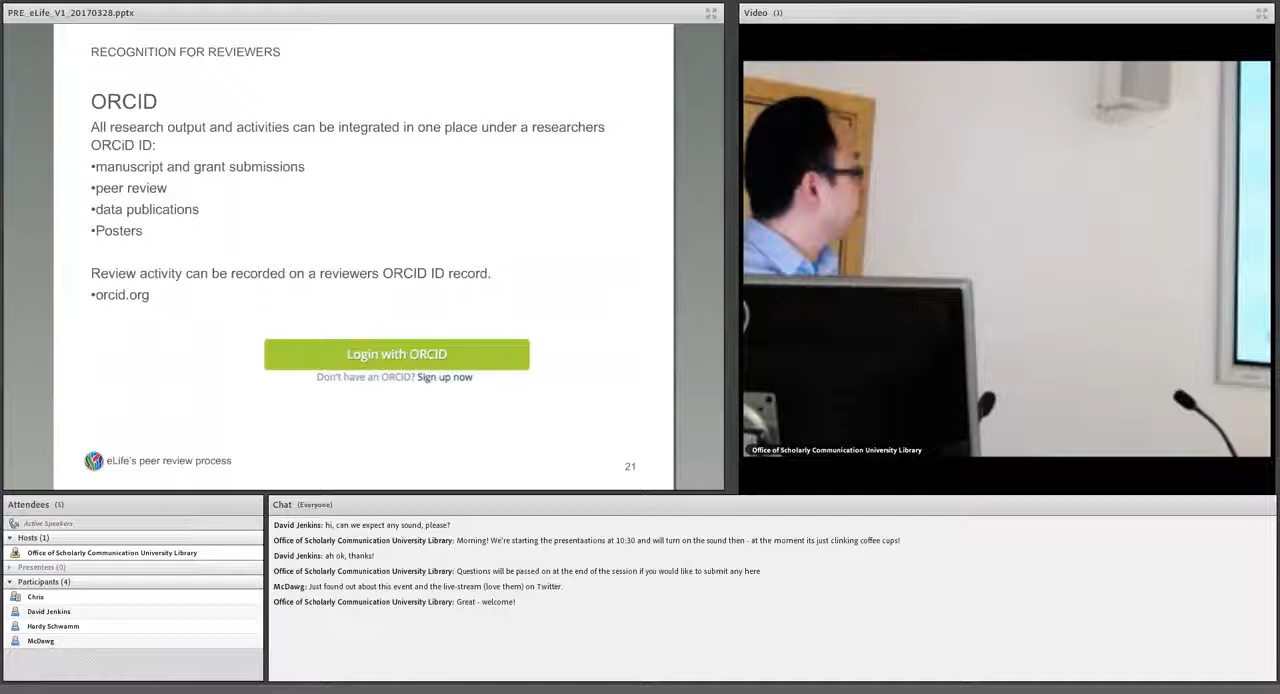 PRE_eLife_V1_20170328.pptx
RECOGNITION FOR REVIEWERS
ORCID
All research output and activities can be integrated in one place under a researchers
ORCiD ID:
•manuscript and grant submissions
•peer review
•data publications
•Posters
Review activity can be recorded on a reviewers ORCID ID record.
•orcid.org
Login with ORCID
Don't have an ORCID? Sign up now
eLife's peer review process
21
Video (1)
Office of Scholarly Communication University Library
Attendees (5)
Active Speakers
Hosts (1)
Office of Scholarly Communication University Library
Presenters (0)
Participants (4)
Chris
David Jenkins
Hardy Schwamm
McDawg
Chat (Everyone)
David Jenkins: hi, can we expect any sound, please?
Office of Scholarly Communication University Library: Morning! We're starting the presentaations at 10:30 and will turn on the sound then - at the moment its just clinking coffee cups!
David Jenkins: ah ok, thanks!
Office of Scholarly Communication University Library: Questions will be passed on at the end of the session if you would like to submit any here
McDawg: Just found out about this event and the live-stream (love them) on Twitter.
Office of Scholarly Communication University Library: Great - welcome!